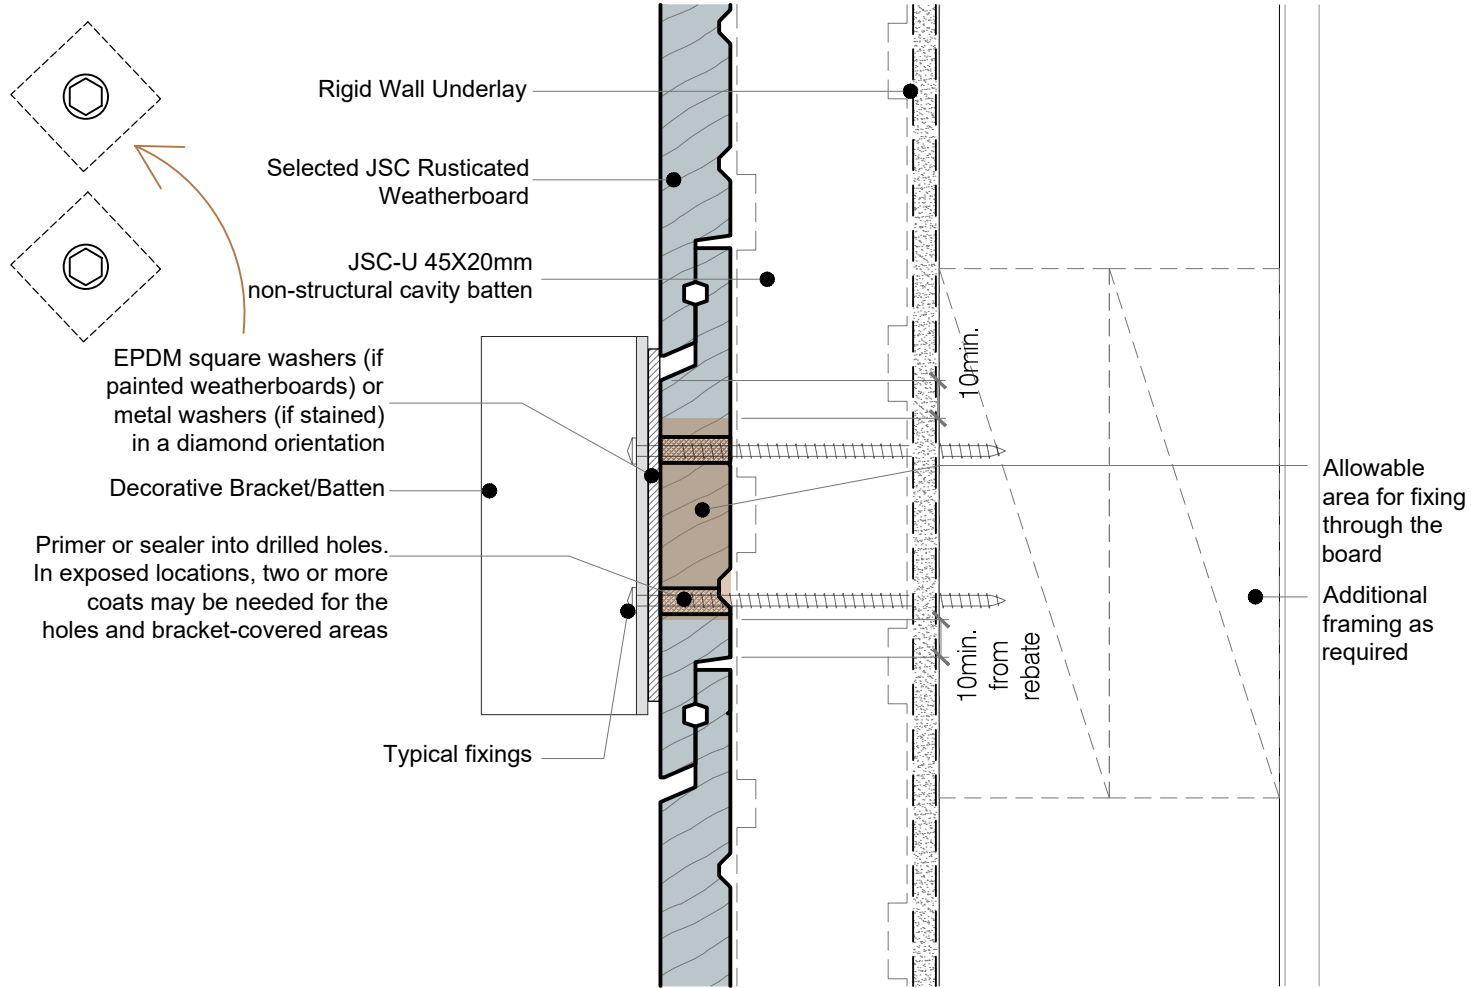 Rigid Wall Underlay
Selected JSC Rusticated
Weatherboard
JSC-U 45X20mm
non-structural cavity batten
EPDM square washers (if
painted weatherboards) or
metal washers (if stained)
in a diamond orientation
Decorative Bracket/Batten
Primer or sealer into drilled holes.
In exposed locations, two or more
coats may be needed for the
holes and bracket-covered areas
Typical fixings
10min.
10min.
from
rebate
Allowable
area for fixing
through the
board
Additional
framing as
required